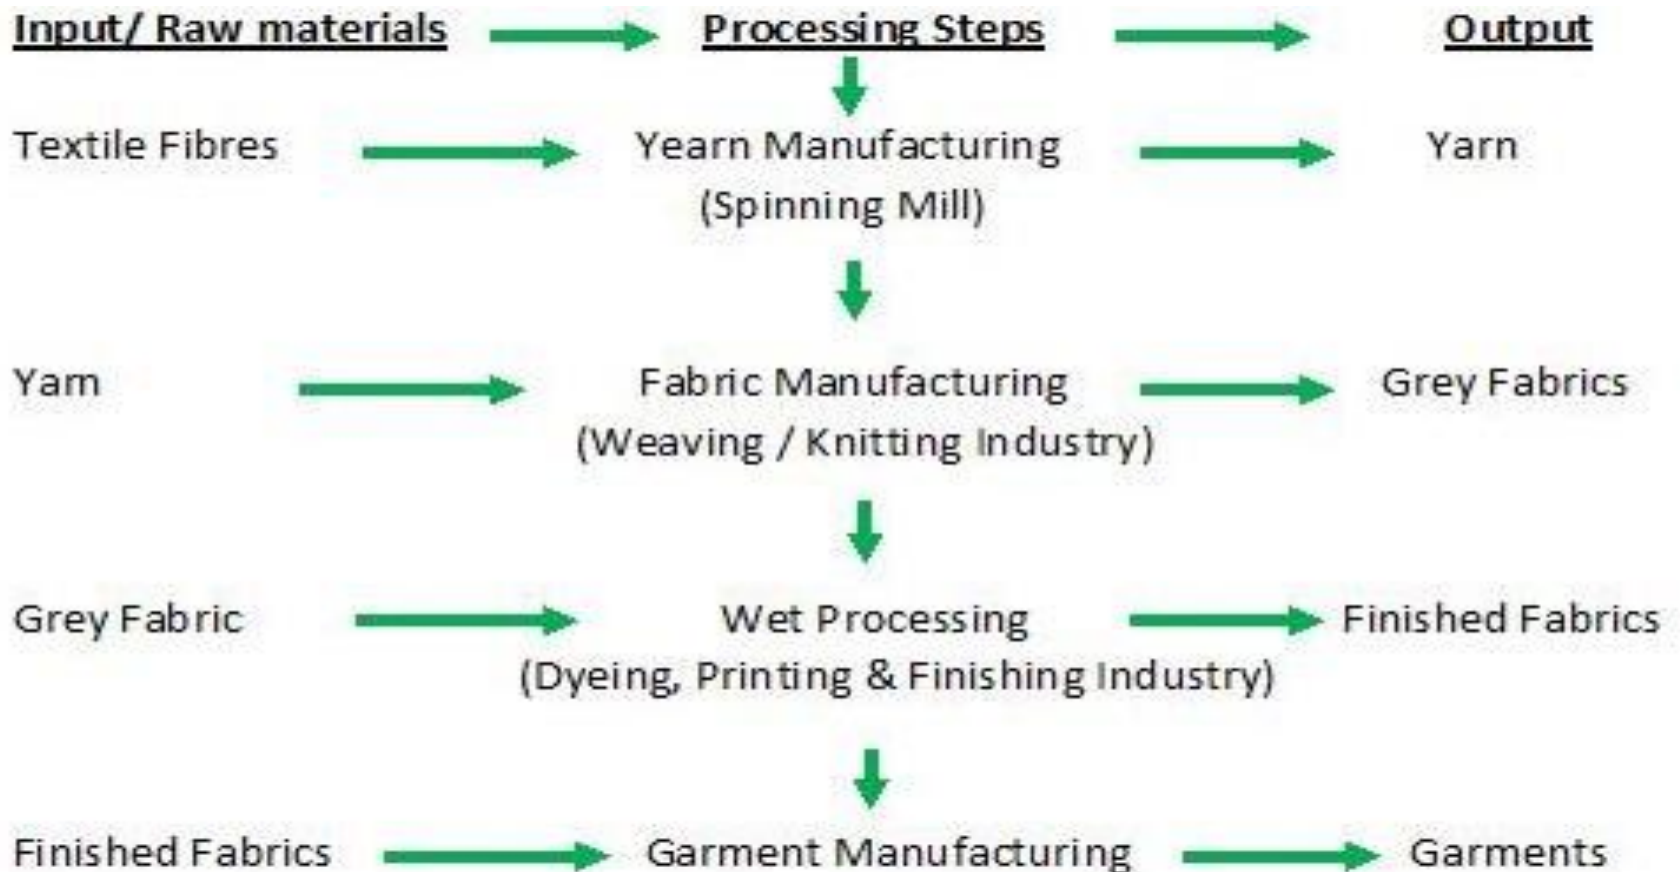 Input/ Raw materials Processing Steps Output
Textile Fibres Yearn Manufacturing Yarn
(Spinning Mill)
Yarn Fabric Manufacturing Grey Fabrics
(Weaving / Knitting Industry)
Grey Fabric Wet Processing Finished Fabrics
(Dyeing, Printing & Finishing Industry)
Finished Fabrics Garment Manufacturing Garments